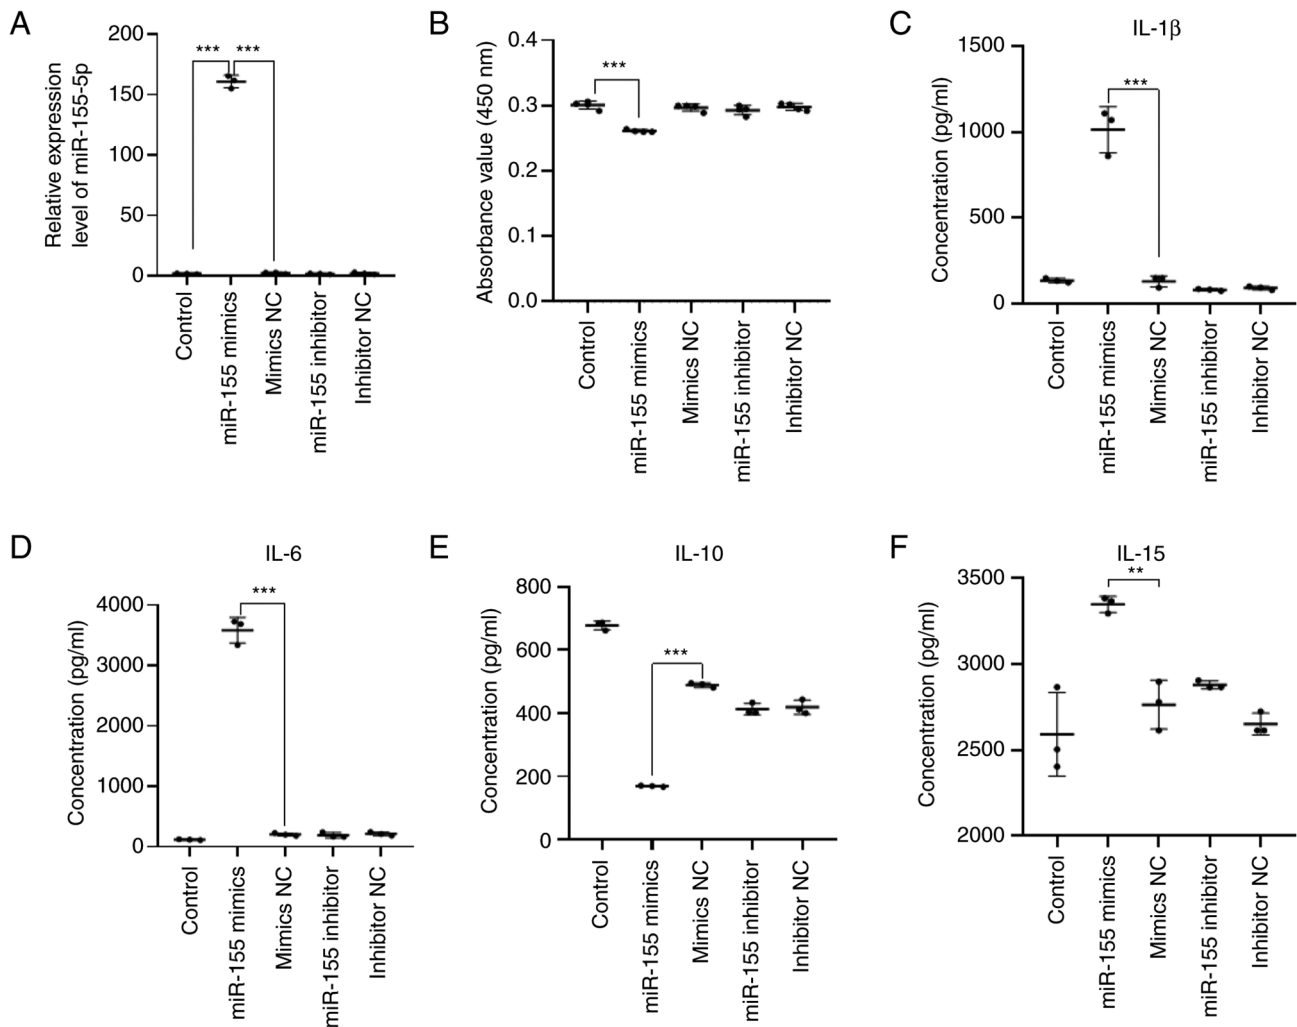 A
Relative expression
level of miR-155-5p
200
150
100
50
0
*** ***
Control
miR-155 mimics
Mimics NC
miR-155 inhibitor
Inhibitor NC
B
Absorbance value (450 nm)
0.4
0.3
0.2
0.1
0.0
***
Control
miR-155 mimics
Mimics NC
miR-155 inhibitor
Inhibitor NC
C
IL-1β
Concentration (pg/ml)
1500
1000
500
0
***
Control
miR-155 mimics
Mimics NC
miR-155 inhibitor
Inhibitor NC
D
IL-6
Concentration (pg/ml)
4000
3000
2000
1000
0
***
Control
miR-155 mimics
Mimics NC
miR-155 inhibitor
Inhibitor NC
E
IL-10
Concentration (pg/ml)
800
600
400
200
0
***
Control
miR-155 mimics
Mimics NC
miR-155 inhibitor
Inhibitor NC
F
IL-15
Concentration (pg/ml)
3500
3000
2500
2000
**
Control
miR-155 mimics
Mimics NC
miR-155 inhibitor
Inhibitor NC